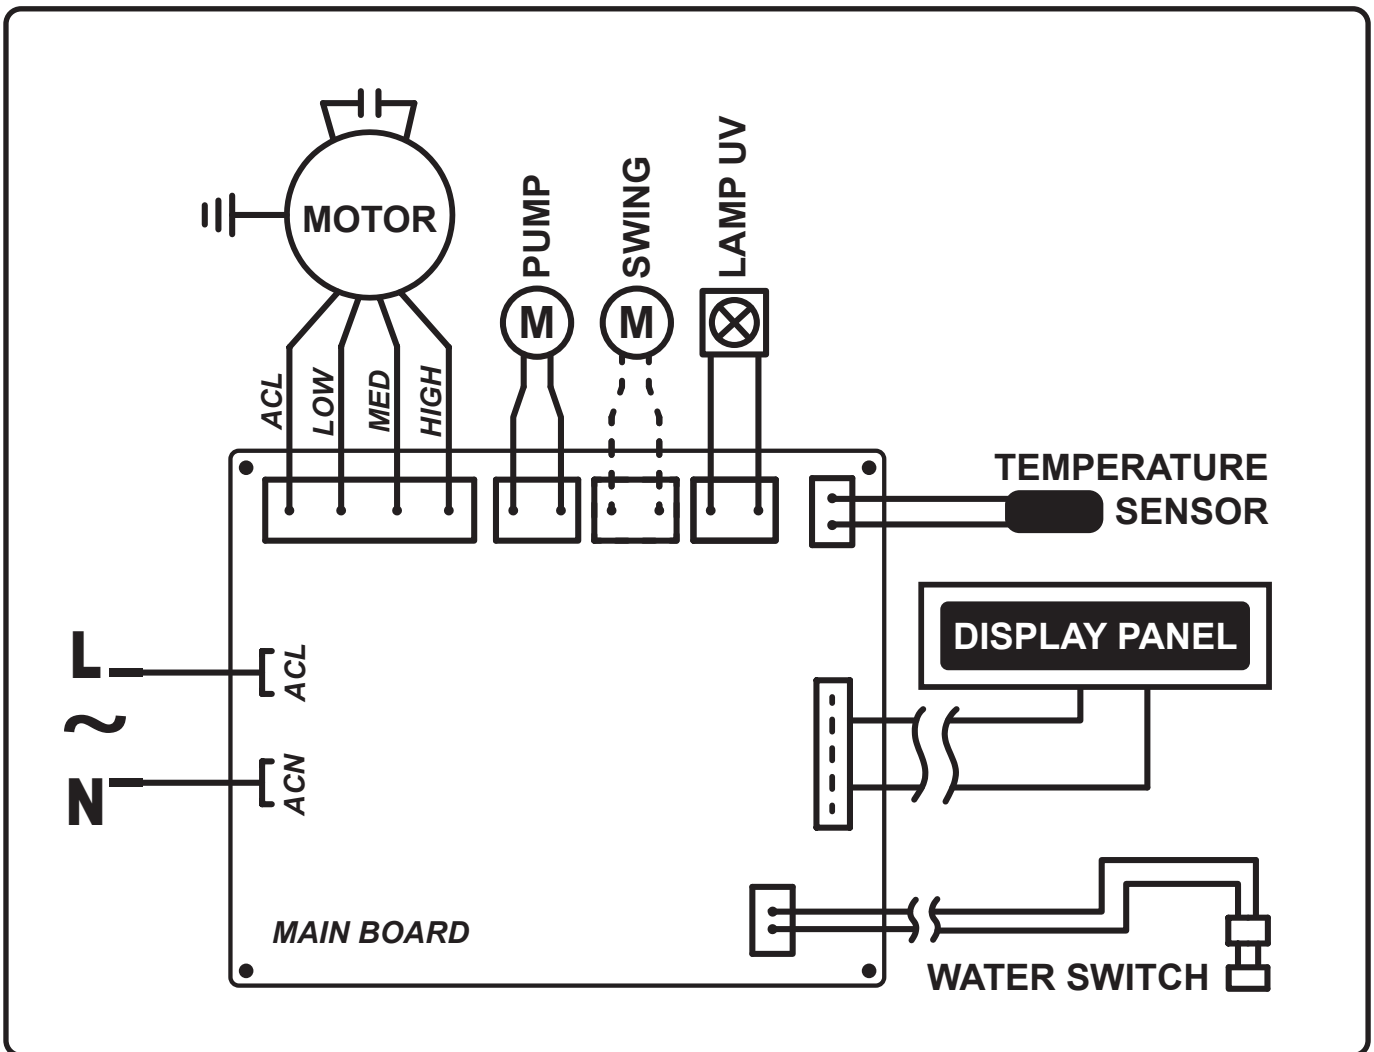 MOTOR
PUMP
SWING
LAMP UV
M
M
ACL
LOW
MED
HIGH
TEMPERATURE
SENSOR
DISPLAY PANEL
L
~
N
ACL
ACN
MAIN BOARD
WATER SWITCH